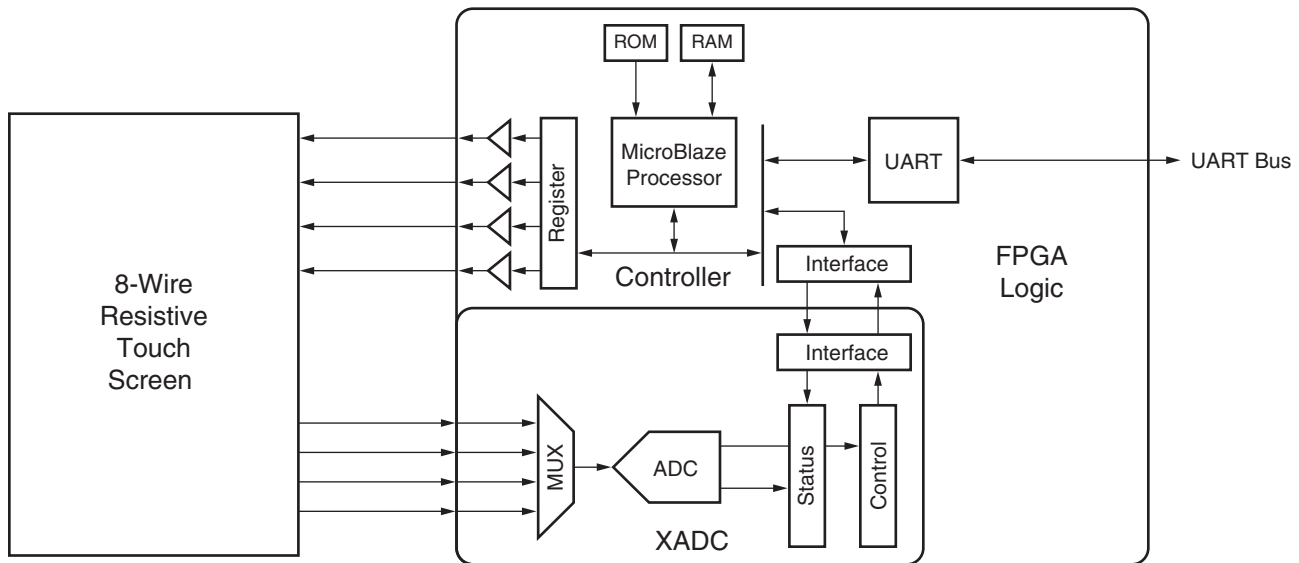 ROM
RAM
MicroBlaze
Processor
UART
UART Bus
Register
Controller
Interface
FPGA
Logic
8-Wire
Resistive
Touch
Screen
Interface
MUX
ADC
Status
Control
XADC